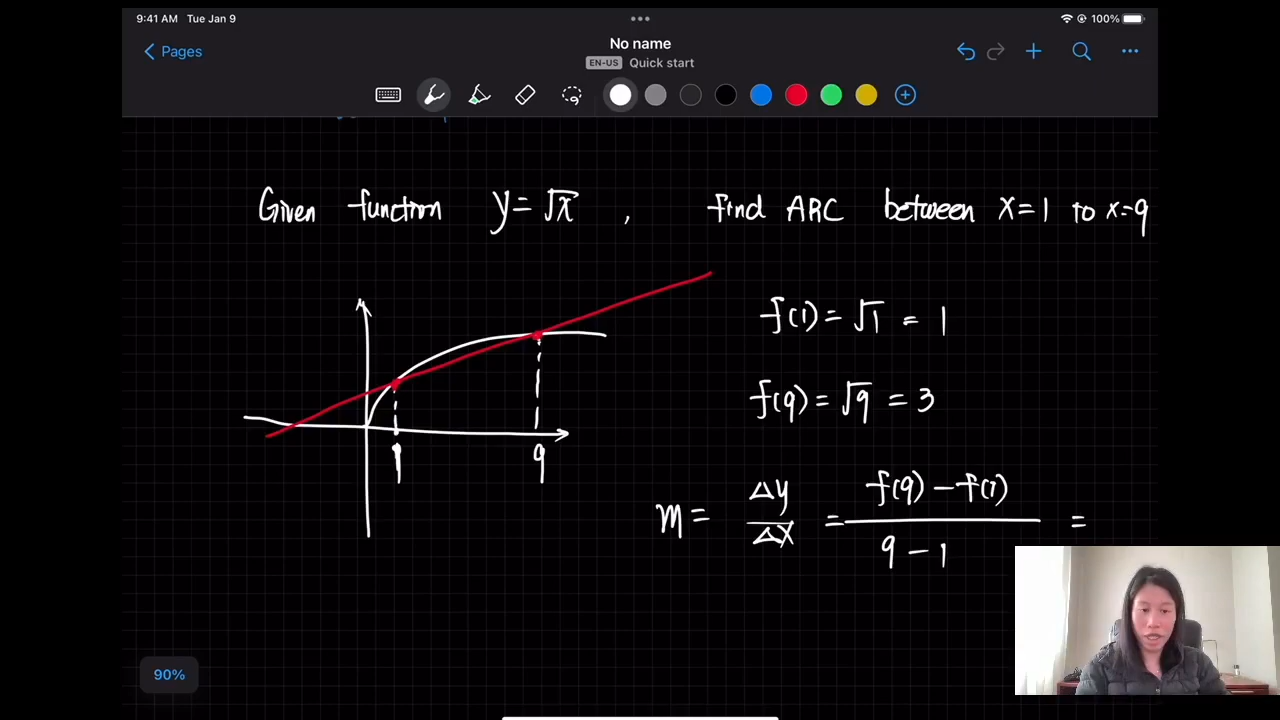 9:41 AM Tue Jan 9
100%
Pages
No name
EN-US Quick start
Given function y = √x , find ARC between x = 1 to x = 9
f(1) = √1 = 1
f(9) = √9 = 3
1 9
m = Δy/Δx = f(9) - f(1)/9 - 1 =
90%